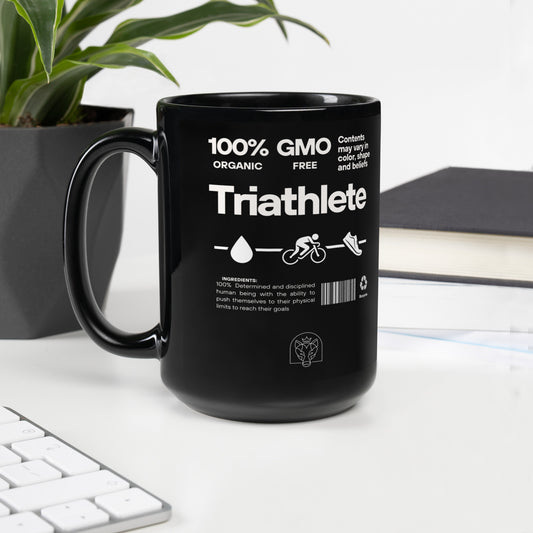 100% GMO
ORGANIC FREE
Contents
may vary in
color, shape
and beliefs
Triathlete
INGREDIENTS:
100% Determined and disciplined
human being with the ability to
push themselves to their physical
limits to reach their goals